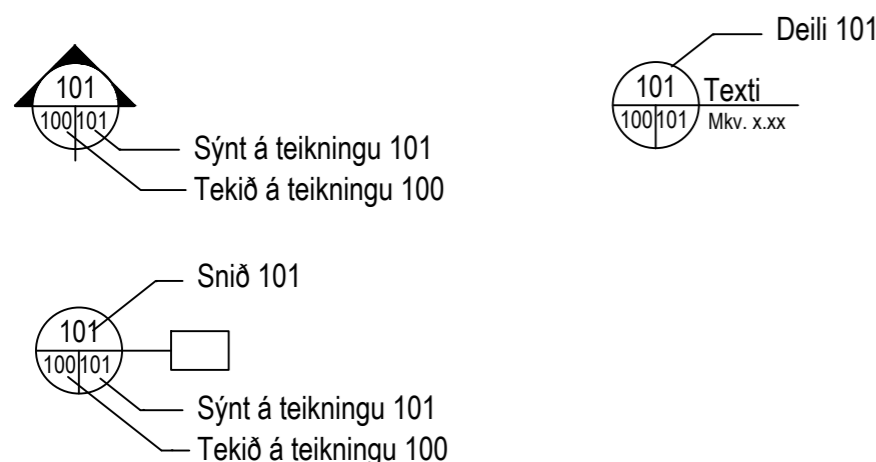 101
100 101
Sýnt á teikningu 101
Tekið á teikningu 100
Deili 101
101 Texti
100 101 Mkv. x.xx
Snið 101
101
100 101
Sýnt á teikningu 101
Tekið á teikningu 100